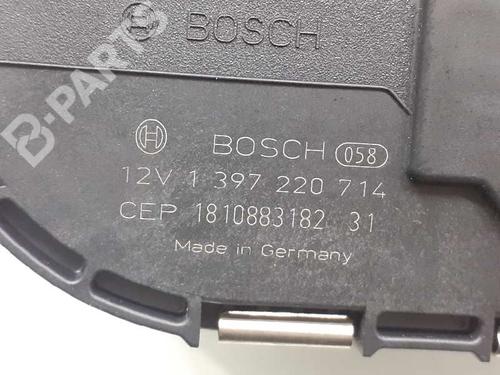 BOSCH
B-PARTS
BOSCH 058
12V 1 397 220 714
CEP 1810883182 31
Made in Germany